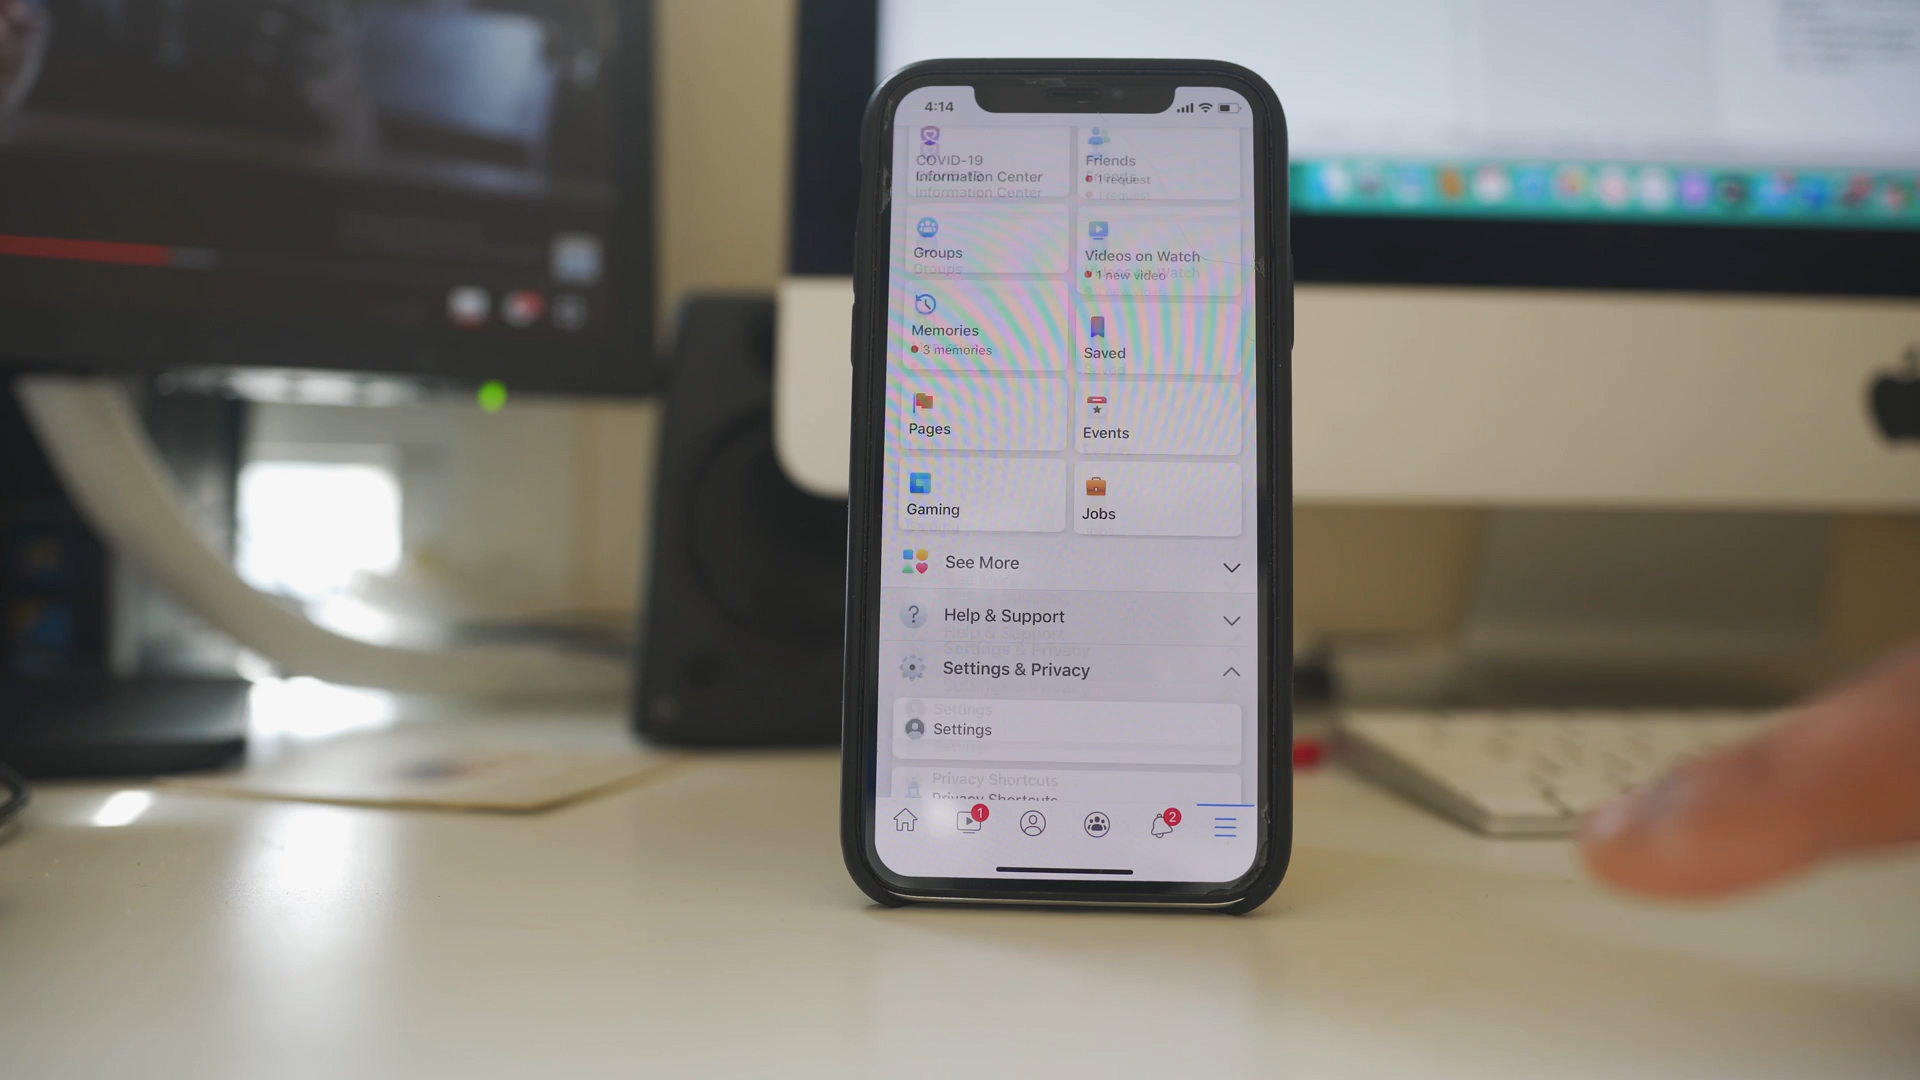 4:14
COVID-19
Information Center
Friends
1 request
Groups
Videos on Watch
1 new video
Memories
3 memories
Saved
Pages
Events
Gaming
Jobs
See More
? Help & Support
Settings & Privacy
Settings
Privacy Shortcuts
1
2